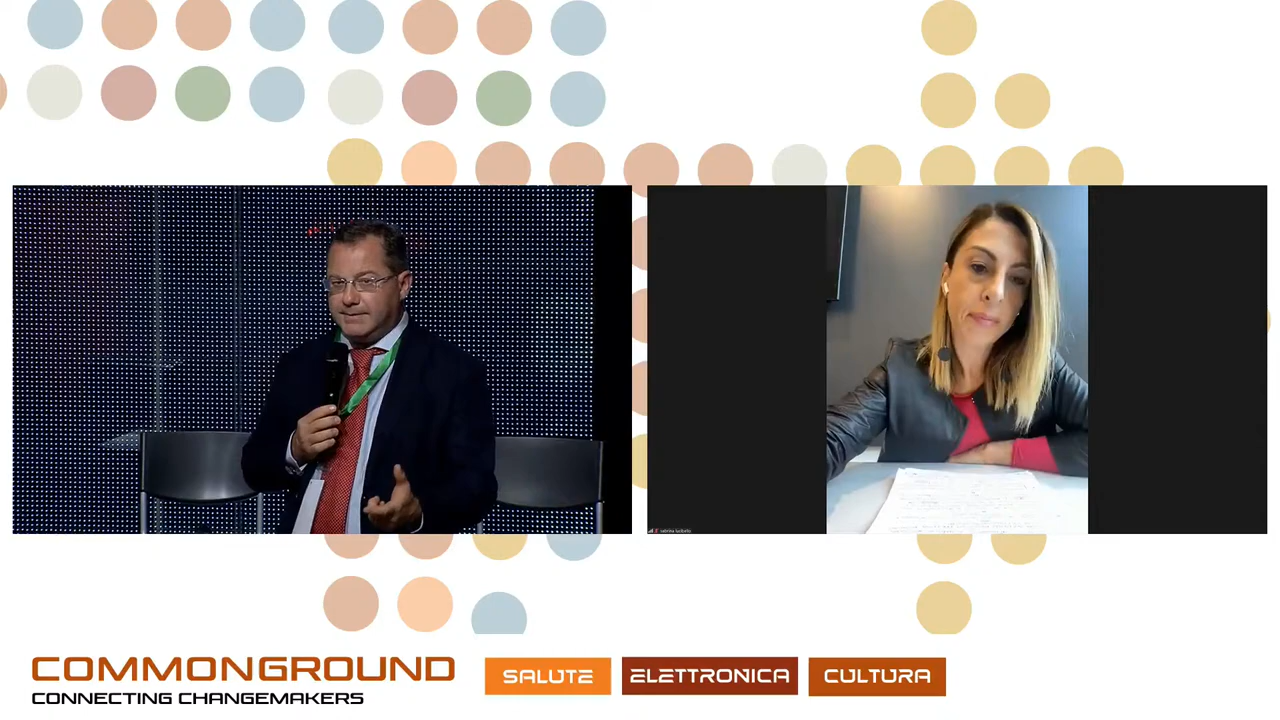 COMMONGROUND
CONNECTING CHANGEMAKERS
SALUTE
ELETTRONICA
CULTURA